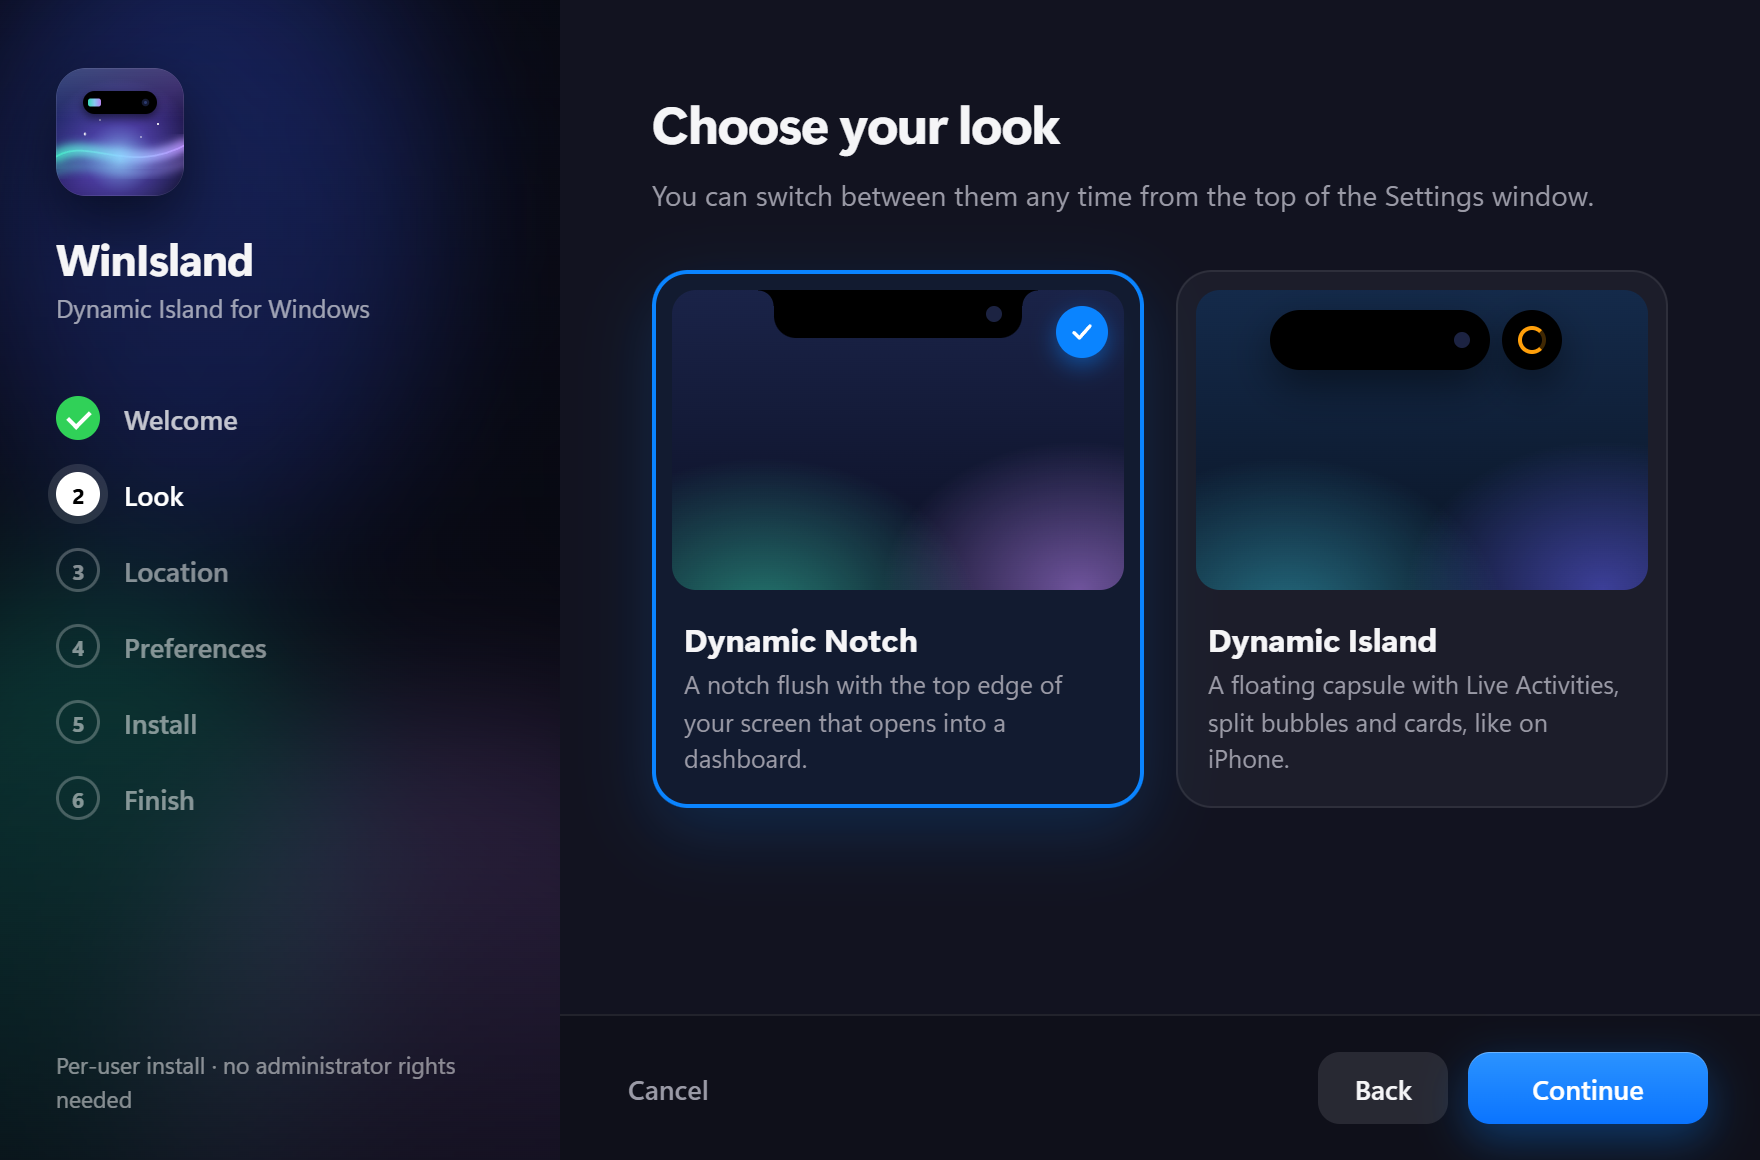 WinIsland
Dynamic Island for Windows
Welcome
2 Look
3 Location
4 Preferences
5 Install
6 Finish
Per-user install · no administrator rights
needed
Choose your look
You can switch between them any time from the top of the Settings window.
Dynamic Notch
A notch flush with the top edge of
your screen that opens into a
dashboard.
Dynamic Island
A floating capsule with Live Activities,
split bubbles and cards, like on
iPhone.
Cancel
Back
Continue